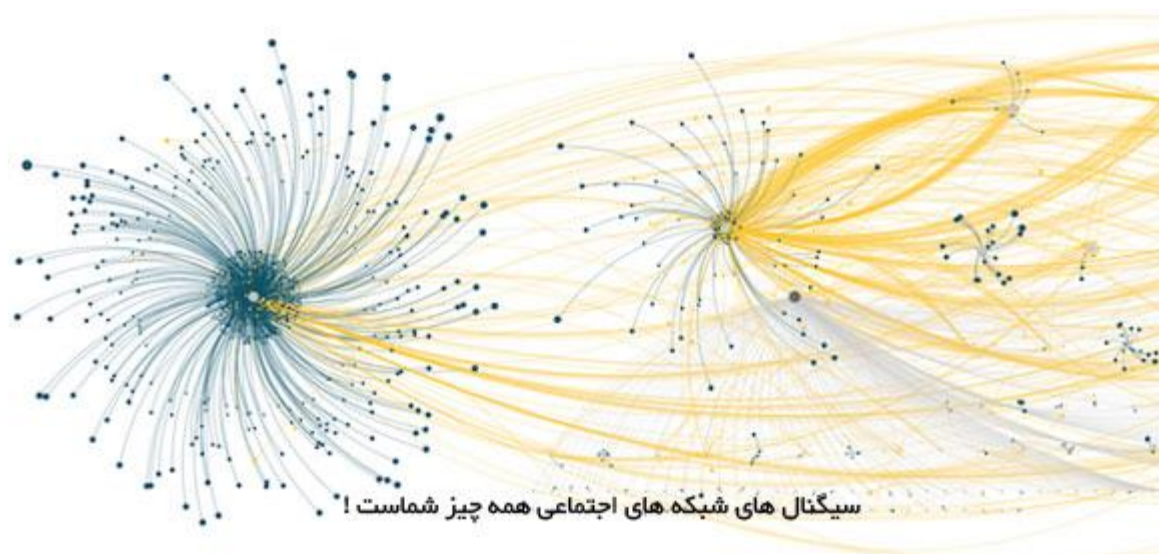 سیگنال های شبکه های اجتماعی همه چیز شماست !